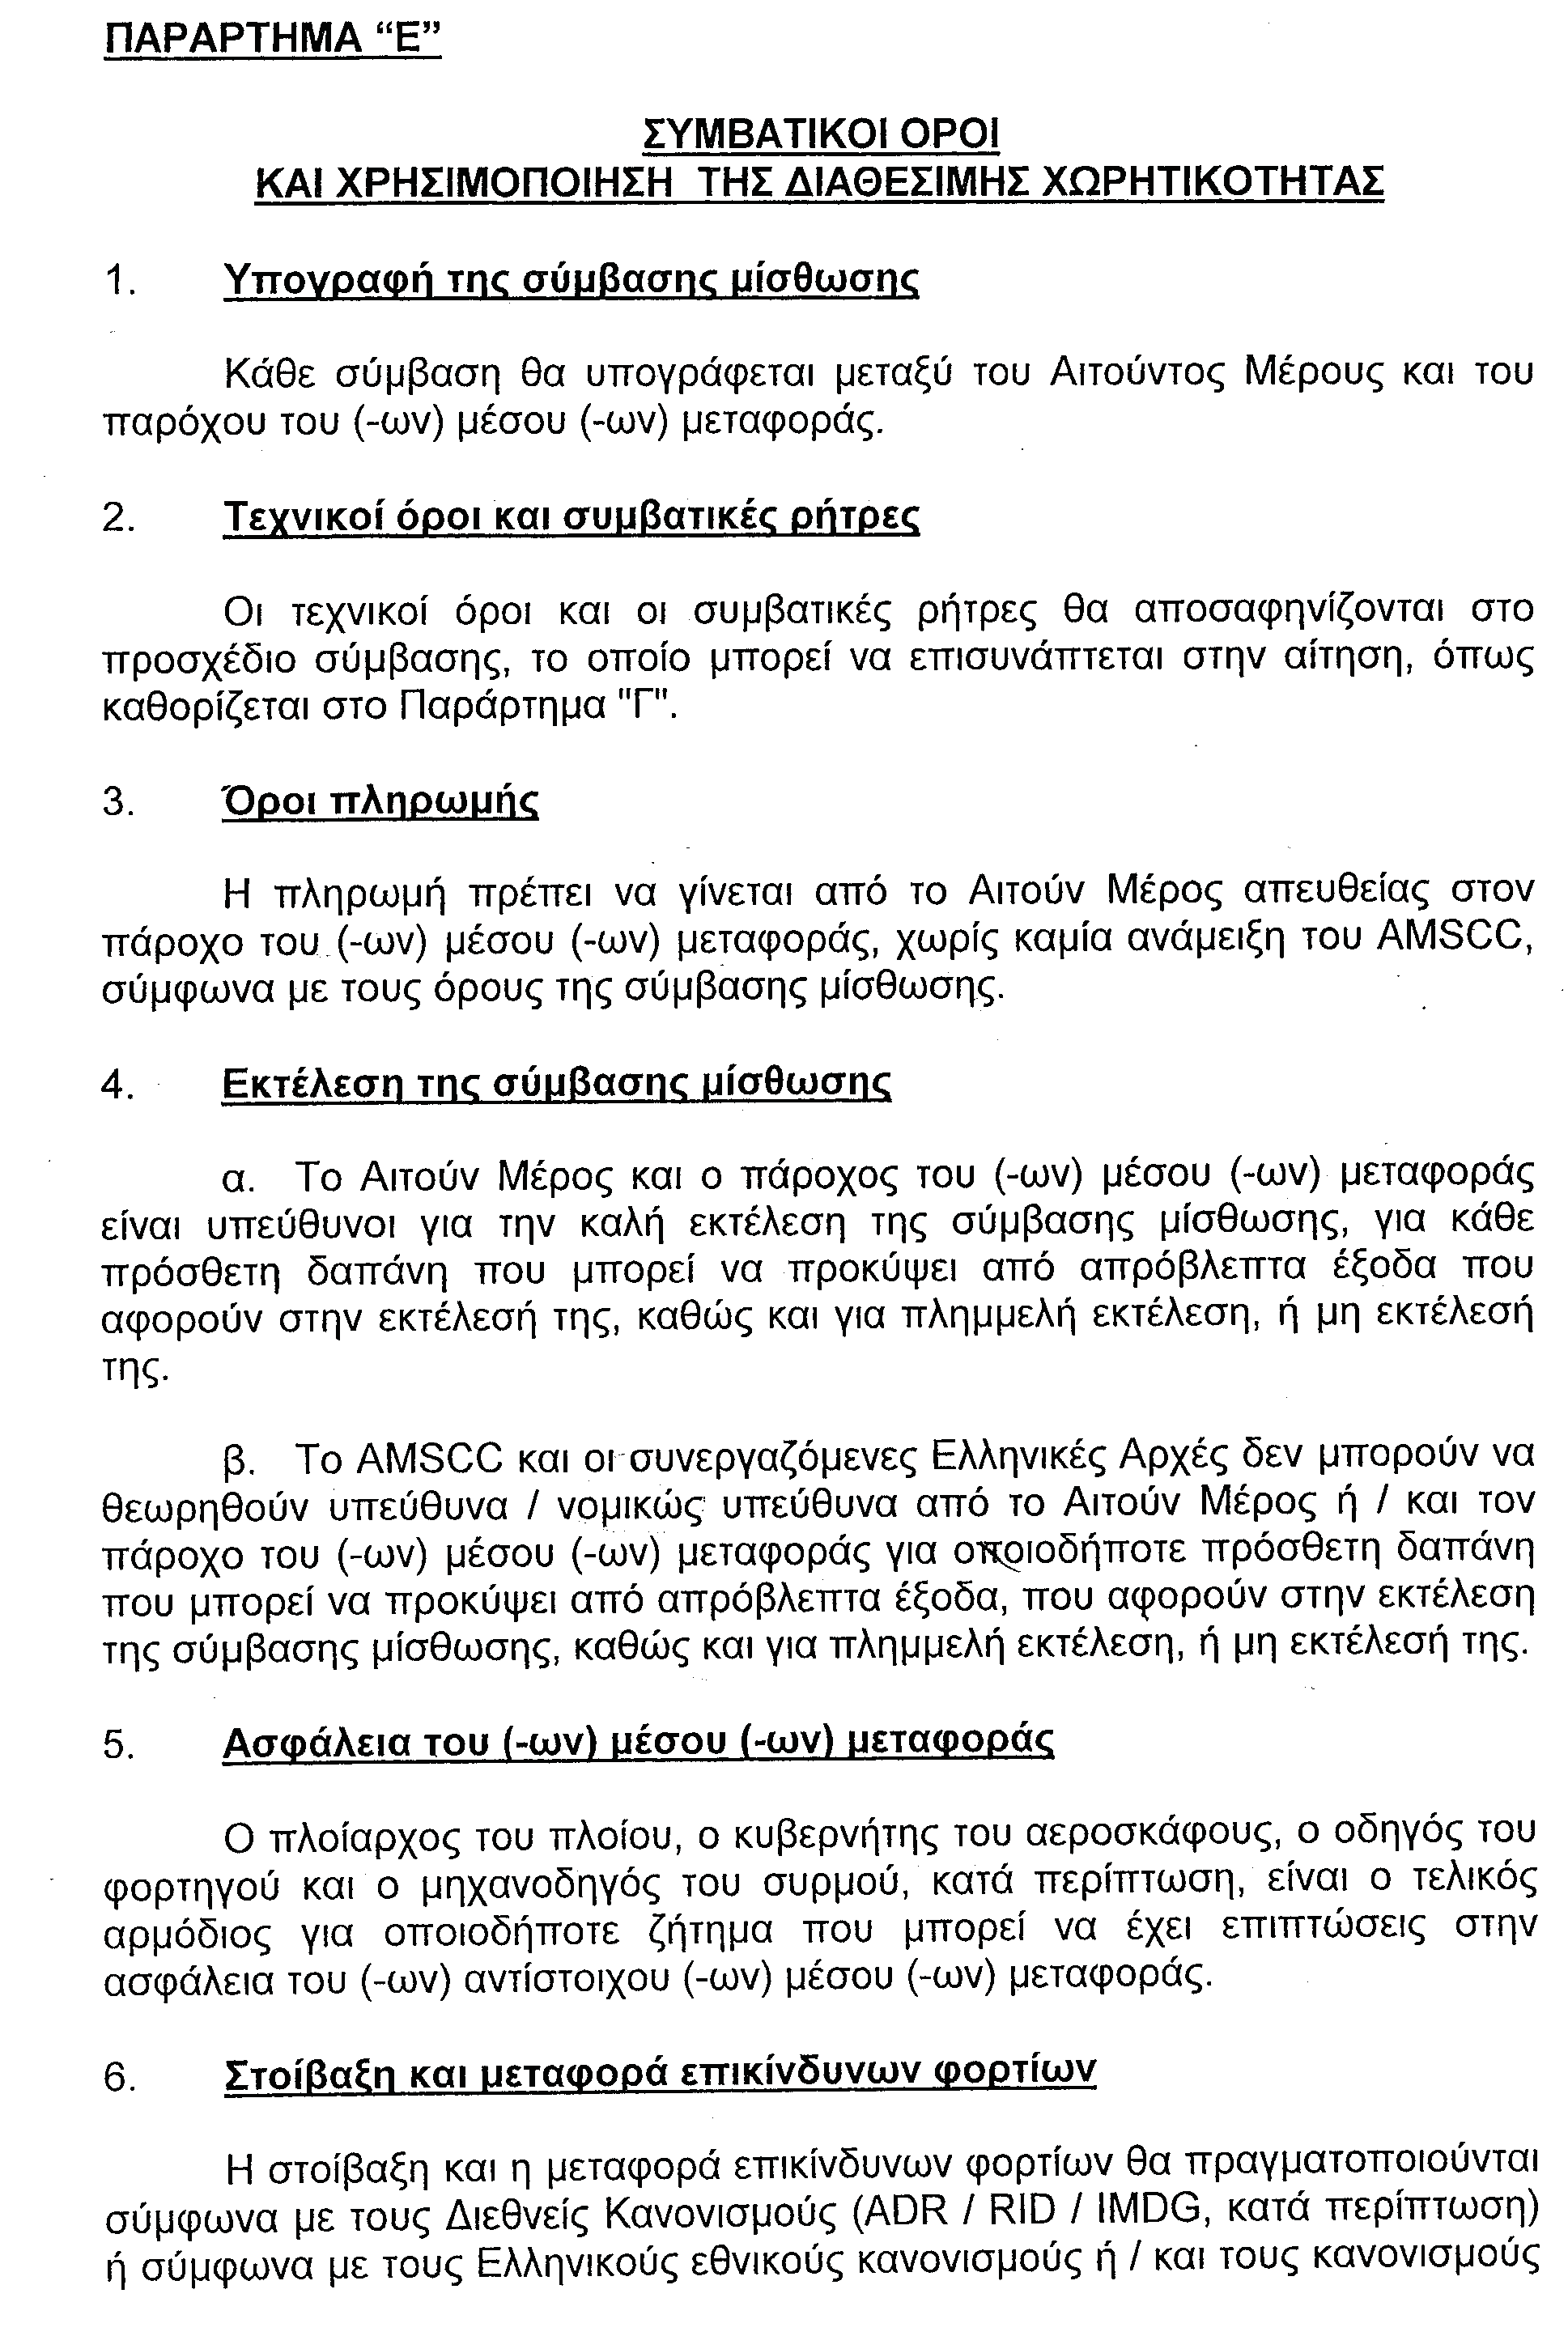 ΠΑΡΑΡΤΗΜΑ “Ε”
ΣΥΜΒΑΤΙΚΟΙ ΟΡΟΙ
ΚΑΙ ΧΡΗΣΙΜΟΠΟΙΗΣΗ ΤΗΣ ΔΙΑΘΕΣΙΜΗΣ ΧΩΡΗΤΙΚΟΤΗΤΑΣ
1. Υπογραφή της σύμβασης μίσθωσης
Κάθε σύμβαση θα υπογράφεται μεταξύ του Αιτούντος Μέρους και του
παρόχου του (-ων) μέσου (-ων) μεταφοράς.
2. Τεχνικοί όροι και συμβατικές ρήτρες
Οι τεχνικοί όροι και οι συμβατικές ρήτρες θα αποσαφηνίζονται στο
προσχέδιο σύμβασης, το οποίο μπορεί να επισυνάπτεται στην αίτηση, όπως
καθορίζεται στο Παράρτημα "Γ".
3. Όροι πληρωμής
Η πληρωμή πρέπει να γίνεται από το Αιτούν Μέρος απευθείας στον
πάροχο του (-ων) μέσου (-ων) μεταφοράς, χωρίς καμία ανάμειξη του AMSCC,
σύμφωνα με τους όρους της σύμβασης μίσθωσης.
4. Εκτέλεση της σύμβασης μίσθωσης
α. Το Αιτούν Μέρος και ο πάροχος του (-ων) μέσου (-ων) μεταφοράς
είναι υπεύθυνοι για την καλή εκτέλεση της σύμβασης μίσθωσης, για κάθε
πρόσθετη δαπάνη που μπορεί να προκύψει από απρόβλεπτα έξοδα που
αφορούν στην εκτέλεσή της, καθώς και για πλημμελή εκτέλεση, ή μη εκτέλεσή
της.
β. Το AMSCC και οι συνεργαζόμενες Ελληνικές Αρχές δεν μπορούν να
θεωρηθούν υπεύθυνα / νομικώς υπεύθυνα από το Αιτούν Μέρος ή / και τον
πάροχο του (-ων) μέσου (-ων) μεταφοράς για οποιοδήποτε πρόσθετη δαπάνη
που μπορεί να προκύψει από απρόβλεπτα έξοδα, που αφορούν στην εκτέλεση
της σύμβασης μίσθωσης, καθώς και για πλημμελή εκτέλεση, ή μη εκτέλεσή της.
5. Ασφάλεια του (-ων) μέσου (-ων) μεταφοράς
Ο πλοίαρχος του πλοίου, ο κυβερνήτης του αεροσκάφους, ο οδηγός του
φορτηγού και ο μηχανοδηγός του συρμού, κατά περίπτωση, είναι ο τελικός
αρμόδιος για οποιοδήποτε ζήτημα που μπορεί να έχει επιπτώσεις στην
ασφάλεια του (-ων) αντίστοιχου (-ων) μέσου (-ων) μεταφοράς.
6. Στοίβαξη και μεταφορά επικίνδυνων φορτίων
Η στοίβαξη και η μεταφορά επικίνδυνων φορτίων θα πραγματοποιούνται
σύμφωνα με τους Διεθνείς Κανονισμούς (ADR / RID / IMDG, κατά περίπτωση)
ή σύμφωνα με τους Ελληνικούς εθνικούς κανονισμούς ή / και τους κανονισμούς